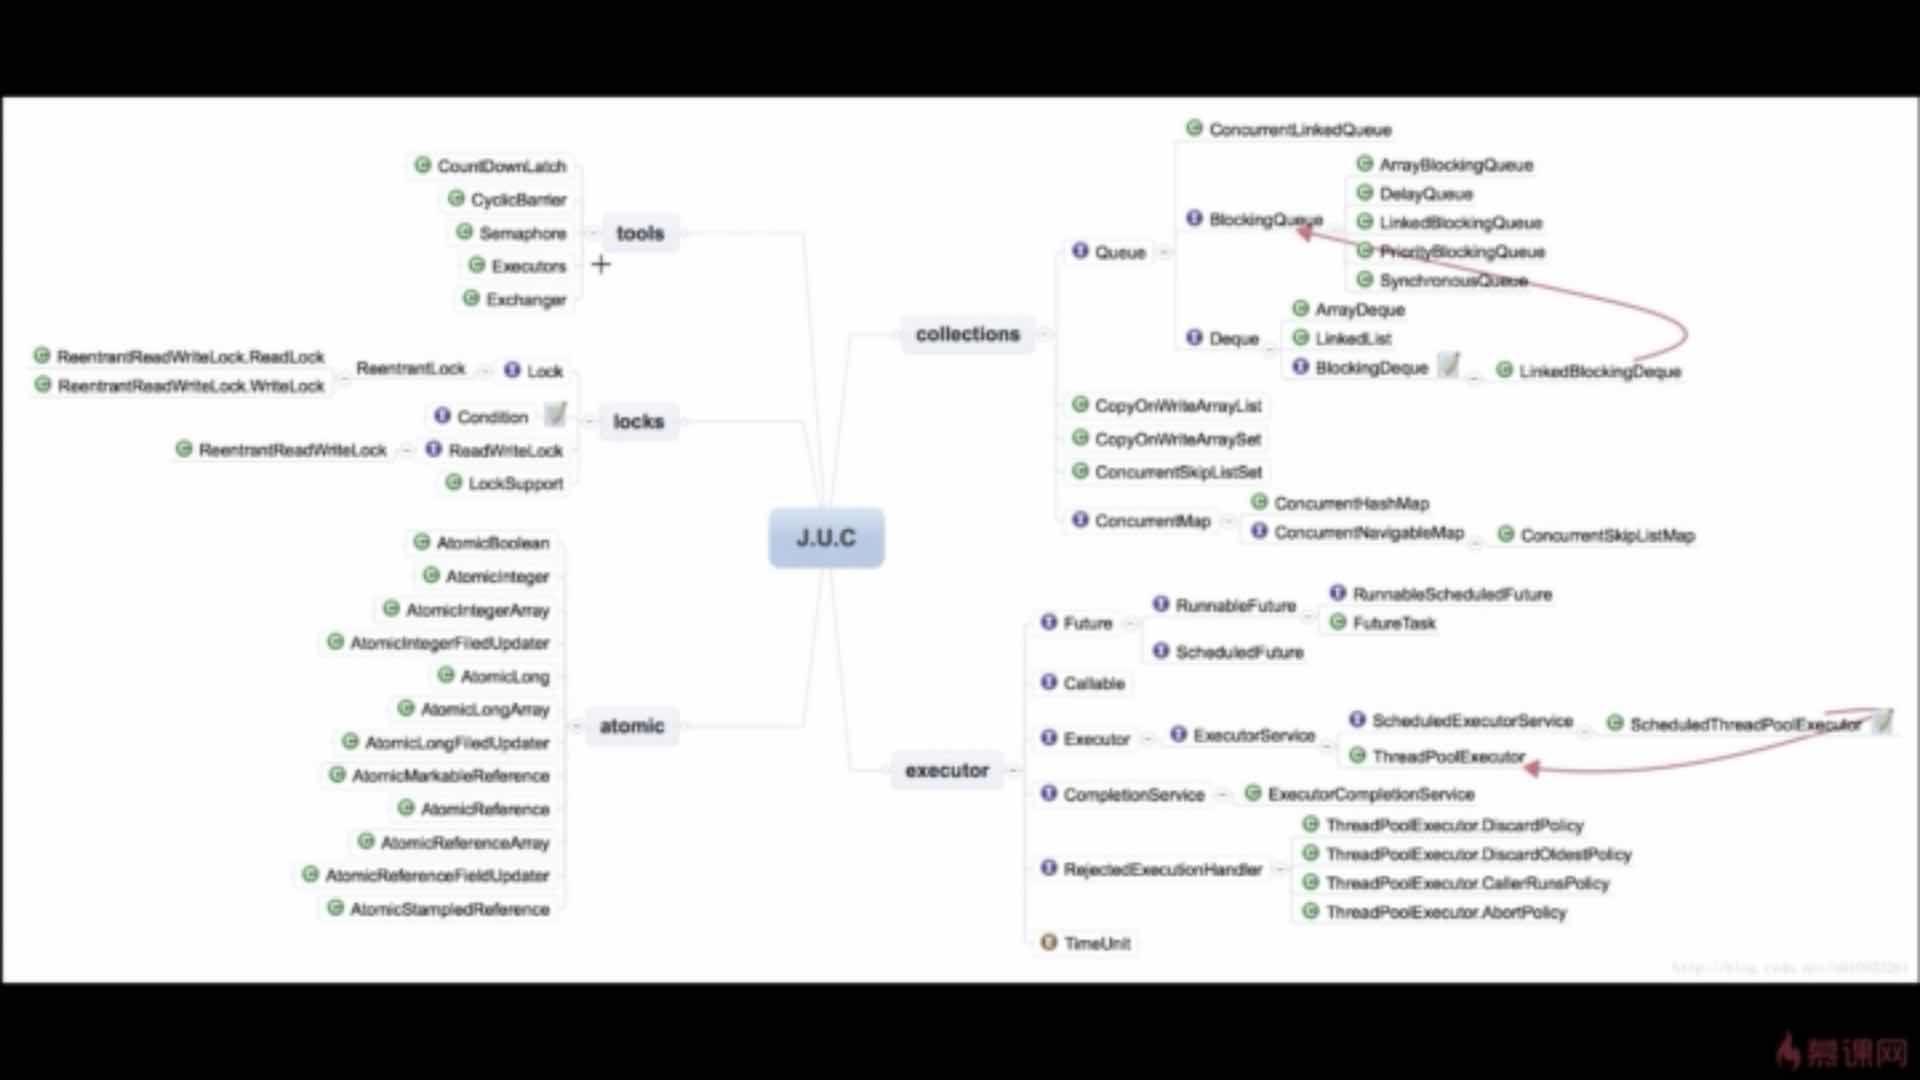 CountDownLatch
CyclicBarrier
Semaphore
Executors
Exchanger
tools
ReentrantReadWriteLock.ReadLock
ReentrantReadWriteLock.WriteLock
ReentrantLock
Lock
Condition
ReentrantReadWriteLock
ReadWriteLock
LockSupport
locks
AtomicBoolean
AtomicInteger
AtomicIntegerArray
AtomicIntegerFiledUpdater
AtomicLong
AtomicLongArray
AtomicLongFiledUpdater
AtomicMarkableReference
AtomicReference
AtomicReferenceArray
AtomicReferenceFieldUpdater
AtomicStampedReference
atomic
J.U.C
collections
Queue
ConcurrentLinkedQueue
BlockingQueue
ArrayBlockingQueue
DelayQueue
LinkedBlockingQueue
PriorityBlockingQueue
SynchronousQueue
Deque
ArrayDeque
LinkedList
BlockingDeque
LinkedBlockingDeque
CopyOnWriteArrayList
CopyOnWriteArraySet
ConcurrentSkipListSet
ConcurrentMap
ConcurrentHashMap
ConcurrentNavigableMap
ConcurrentSkipListMap
executor
Future
RunnableFuture
RunnableScheduledFuture
FutureTask
ScheduledFuture
Callable
Executor
ExecutorService
ScheduledExecutorService
ScheduledThreadPoolExecutor
ThreadPoolExecutor
CompletionService
ExecutorCompletionService
RejectedExecutionHandler
ThreadPoolExecutor.DiscardPolicy
ThreadPoolExecutor.DiscardOldestPolicy
ThreadPoolExecutor.CallerRunsPolicy
ThreadPoolExecutor.AbortPolicy
TimeUnit
慕课网